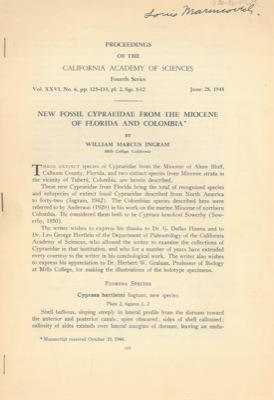 Louis Marincovich
PROCEEDINGS
OF THE
CALIFORNIA ACADEMY OF SCIENCES
Fourth Series
Vol. XXVI, No. 6, pp. 125-133, pl. 2, figs. 1-12 June 28, 1948
NEW FOSSIL CYPRAEIDAE FROM THE MIOCENE
OF FLORIDA AND COLOMBIA*
BY
WILLIAM MARCUS INGRAM
Mills College, California
THREE EXTINCT species of Cypraeidae from the Miocene of Alum Bluff,
Calhoun County, Florida, and two extinct species from Miocene strata in
the vicinity of Tuberá, Colombia, are herein described.
These new Cypraeidae from Florida bring the total of recognized species
and subspecies of extinct fossil Cypraeidae described from North America
to forty-two (Ingram, 1942). The Colombian species described here were
referred to by Anderson (1929) in his work on the marine Miocene of northern
Colombia. He considered them both to be Cypraea henekeni Sowerby (Sow-
erby, 1850).
The writer wishes to express his thanks to Dr. G. Dallas Hanna and to
Dr. Leo George Hertlein of the Department of Paleontology of the California
Academy of Sciences, who allowed the writer to examine the collections of
Cypraeidae in that institution, and who for a number of years have extended
every courtesy to the writer in his conchological work. The writer also wishes
to express his appreciation to Dr. Herbert W. Graham, Professor of Biology
at Mills College, for making the illustrations of the holotype specimens.
FLORIDA SPECIES
Cypraea hertleini Ingram, new species
Plate 2, figures 1, 2
Shell bulbous, sloping steeply in lateral profile from the dorsum toward
the anterior and posterior canals; spire obscured; sides of shell calloused;
callosity of sides extends over lateral margins of dorsum, leaving an undu-
*Manuscript received October 19, 1946.